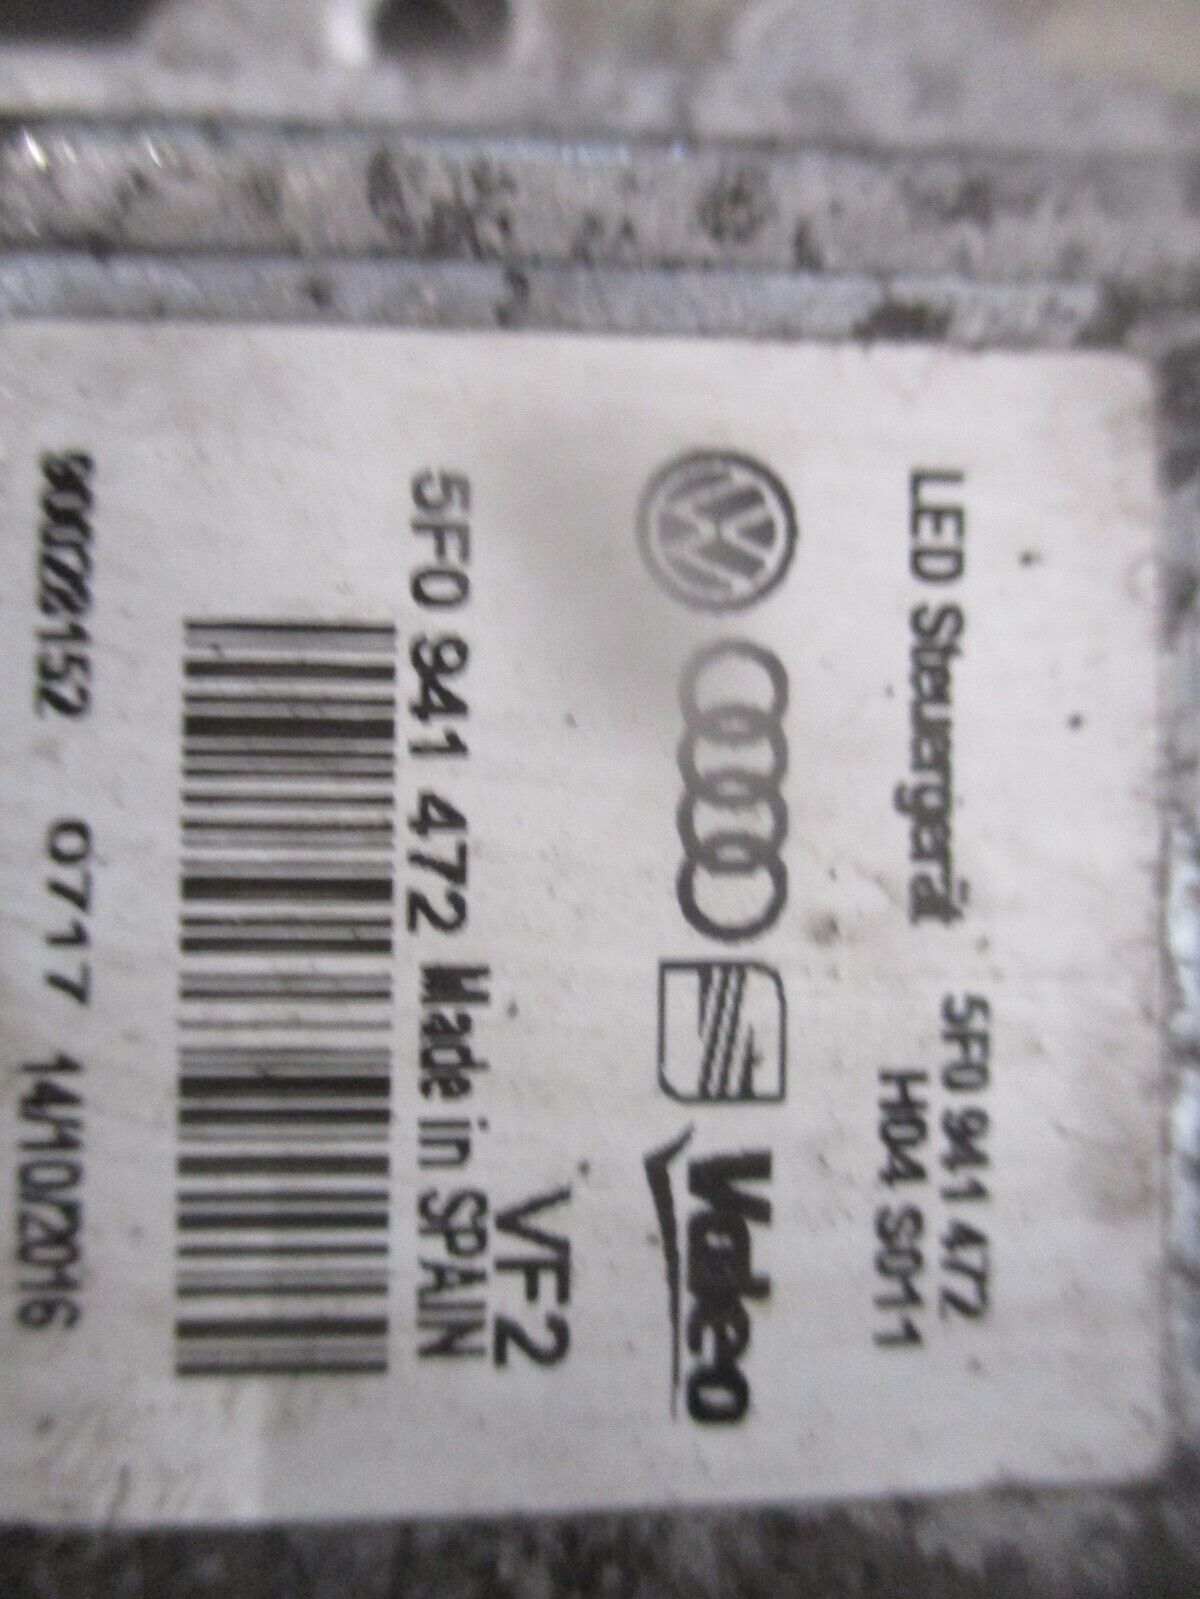 LED Steuergerät 5F0 941 472
H04 S011
Valeo
VF2
5F0 941 472 Made in SPAIN
152 0717 14/10/2016